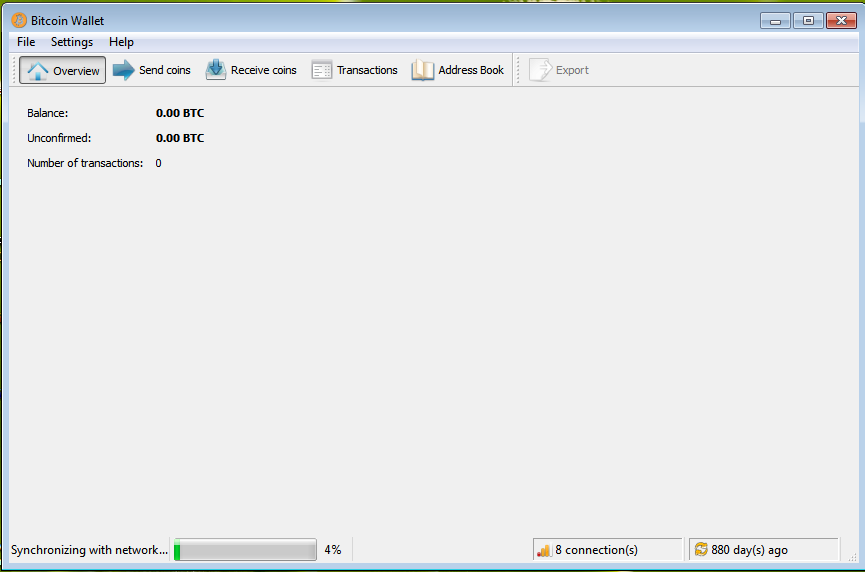 Bitcoin Wallet
File Settings Help
Overview Send coins Receive coins Transactions Address Book Export
Balance: 0.00 BTC
Unconfirmed: 0.00 BTC
Number of transactions: 0
Synchronizing with network... 4% 8 connection(s) 880 day(s) ago